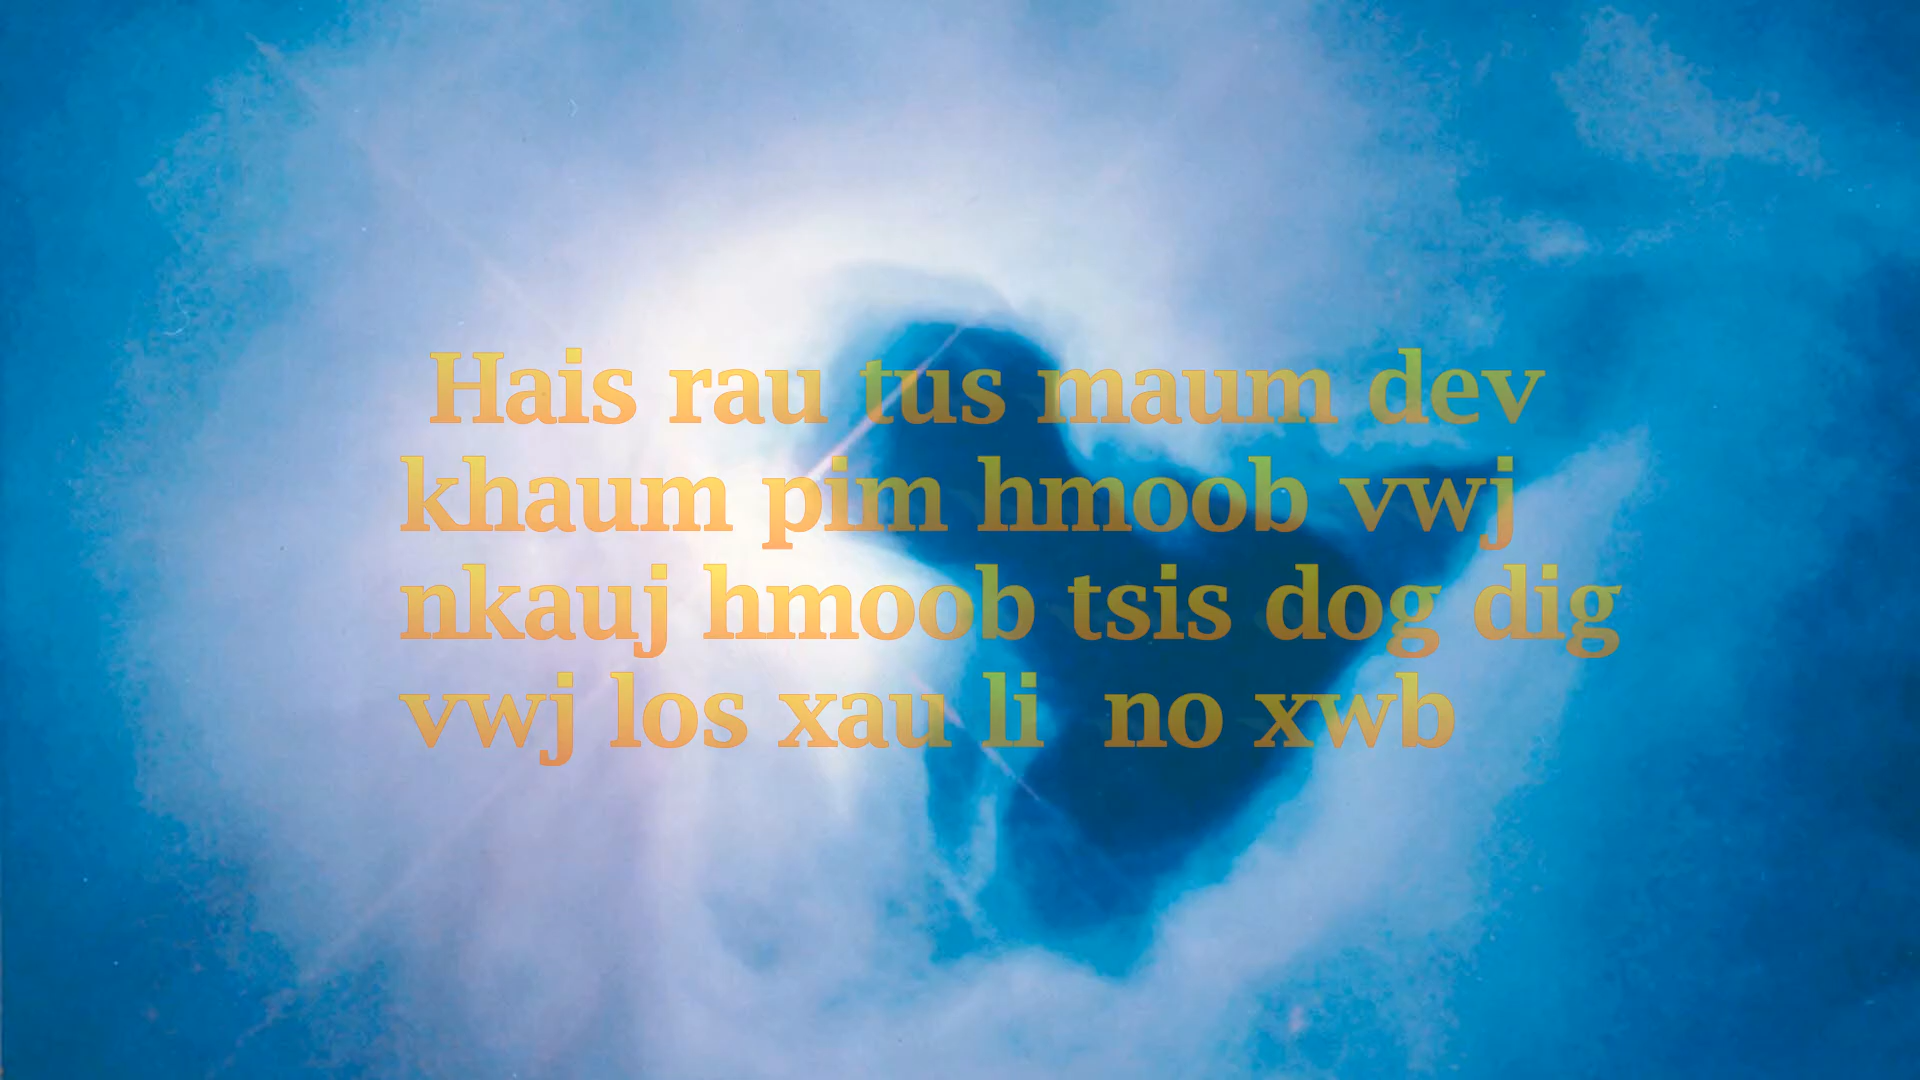 Hais rau tus maum dev
khaum pim hmoob vwj
nkauj hmoob tsis dog dig
vwj los xau li  no xwb